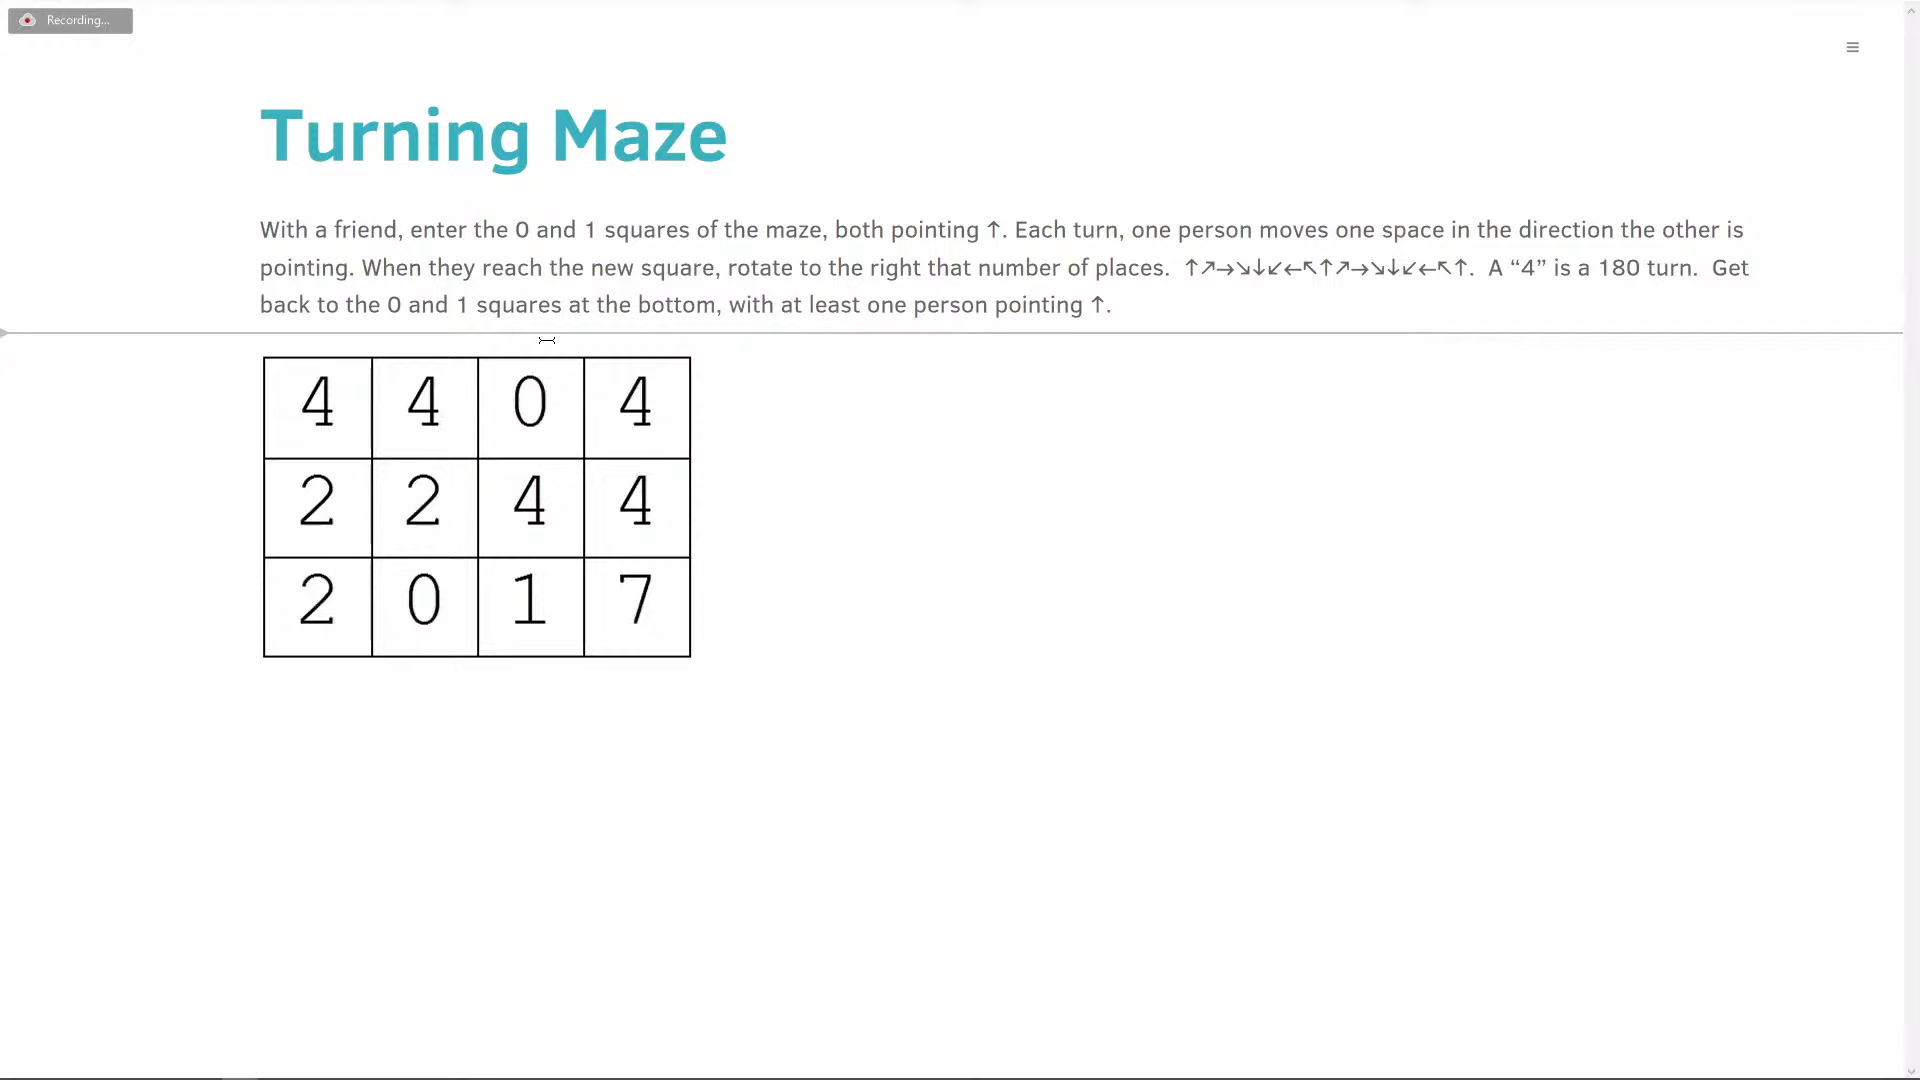 Recording...
Turning Maze
With a friend, enter the 0 and 1 squares of the maze, both pointing ↑. Each turn, one person moves one space in the direction the other is
pointing. When they reach the new square, rotate to the right that number of places. ↑↗→↘↓↙←↖↑↗→↘↓↙←↖↑. A “4” is a 180 turn. Get
back to the 0 and 1 squares at the bottom, with at least one person pointing ↑.
4 4 0 4
2 2 4 4
2 0 1 7